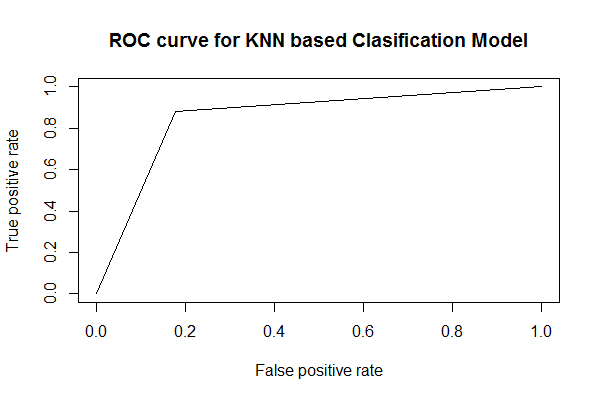 ROC curve for KNN based Clasification Model
True positive rate
1.0
0.8
0.6
0.4
0.2
0.0
0.0 0.2 0.4 0.6 0.8 1.0
False positive rate